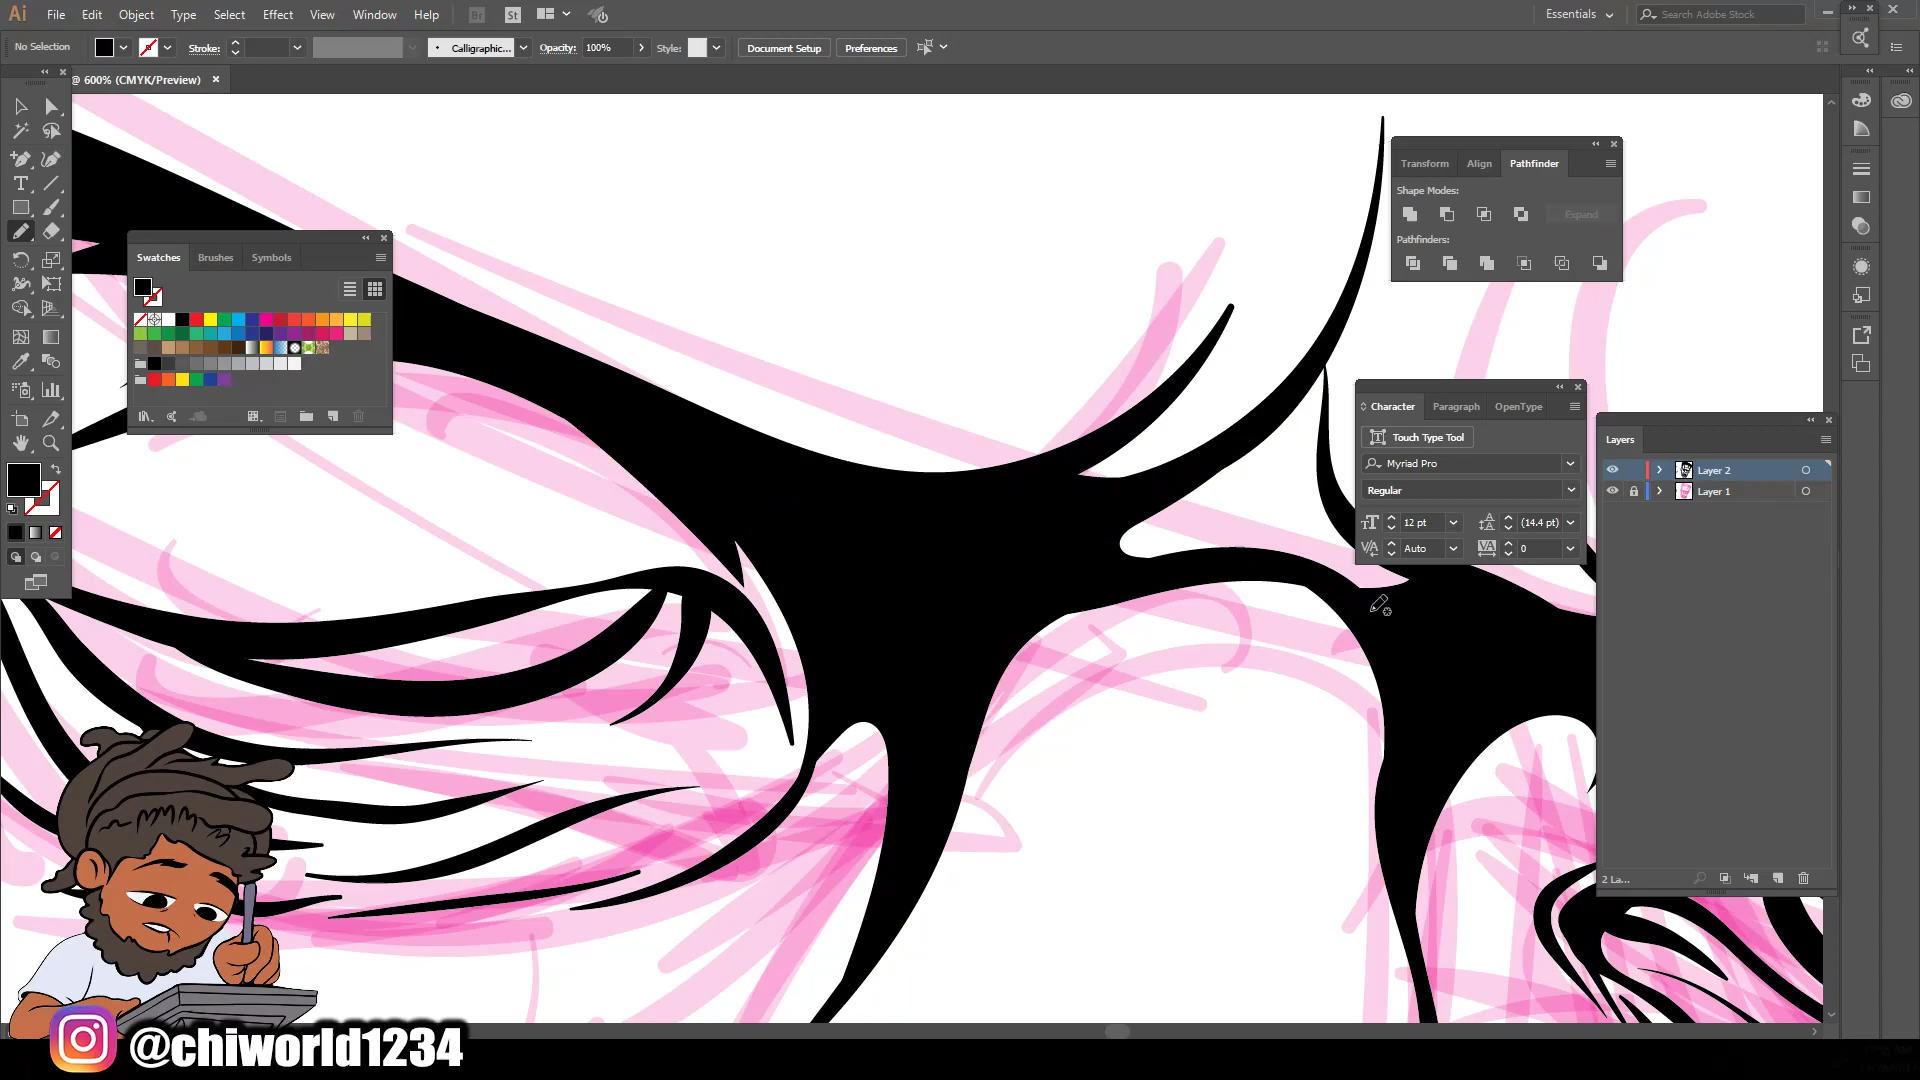 Ai File Edit Object Type Select Effect View Window Help Br St Essentials Search Adobe Stock
No Selection Stroke: Calligraphic... Opacity: 100% Style: Document Setup Preferences
@ 600% (CMYK/Preview)
Transform Align Pathfinder
Shape Modes:
Expand
Pathfinders:
Swatches Brushes Symbols
Character Paragraph OpenType
Touch Type Tool
Myriad Pro
Regular
12 pt (14.4 pt)
Auto 0
Layers
Layer 2
Layer 1
2 La...
@chiworld1234